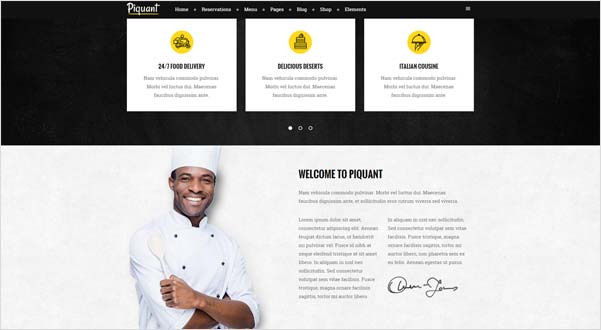 Piquant
Home + Reservations + Menu + Pages + Blog + Shop + Elements
24/7 FOOD DELIVERY
Nam vehicula commodo pulvinar.
Morbi vel luctus dui. Maecenas
faucibus dignissim ante.
DELICIOUS DESERTS
Nam vehicula commodo pulvinar.
Morbi vel luctus dui. Maecenas
faucibus dignissim ante.
ITALIAN COUSINE
Nam vehicula commodo pulvinar.
Morbi vel luctus dui. Maecenas
faucibus dignissim ante.
WELCOME TO PIQUANT
Nam vehicula commodo pulvinar. Morbi vel luctus dui. Maecenas
faucibus dignissim ante, et sollicitudin eros rutrum viverra sed viverra.
Lorem ipsum dolor sit amet,
consectetur adipiscing elit. Aenean
feugiat dictum lacus, ut hendrerit
mi pulvinar vel. Fusce id nibh at
neque eleifend tristique at sit amet
libero. In aliquam in nisl nec
sollicitudin. Sed consectetur
volutpat sem vitae facilisis. Fusce
tristique, magna ornare facilisis
sagittis, tortor mi auctor libero
In aliquam in nisl nec sollicitudin.
Sed consectetur volutpat sem vitae
facilisis. Fusce tristique, magna
ornare facilisis sagittis, tortor mi
auctor libero, non pharetra sem ex
eu felis. Aenean egestas ut purus